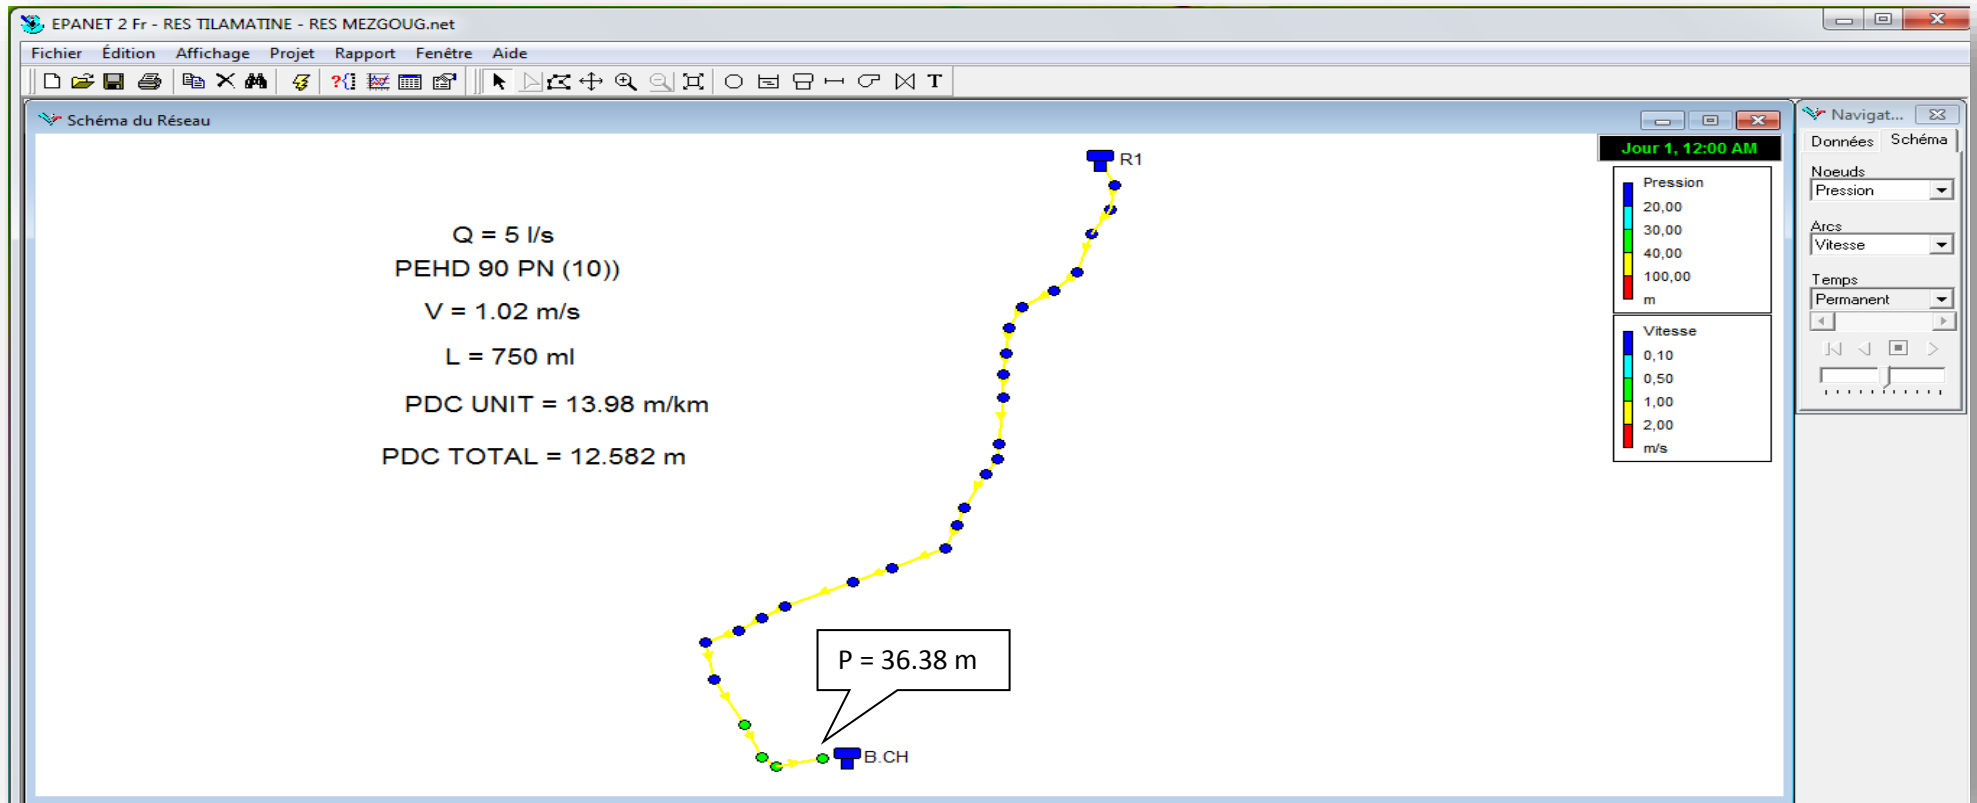 EPANET 2 Fr - RES TILAMATINE - RES MEZGOUG.net
Fichier Édition Affichage Projet Rapport Fenêtre Aide
Schéma du Réseau
Navigat...
Données Schéma
Noeuds
Pression
Arcs
Vitesse
Temps
Permanent
Jour 1, 12:00 AM
Pression
20,00
30,00
40,00
100,00
m
Vitesse
0,10
0,50
1,00
2,00
m/s
R1
Q = 5 l/s
PEHD 90 PN (10))
V = 1.02 m/s
L = 750 ml
PDC UNIT = 13.98 m/km
PDC TOTAL = 12.582 m
P = 36.38 m
B.CH